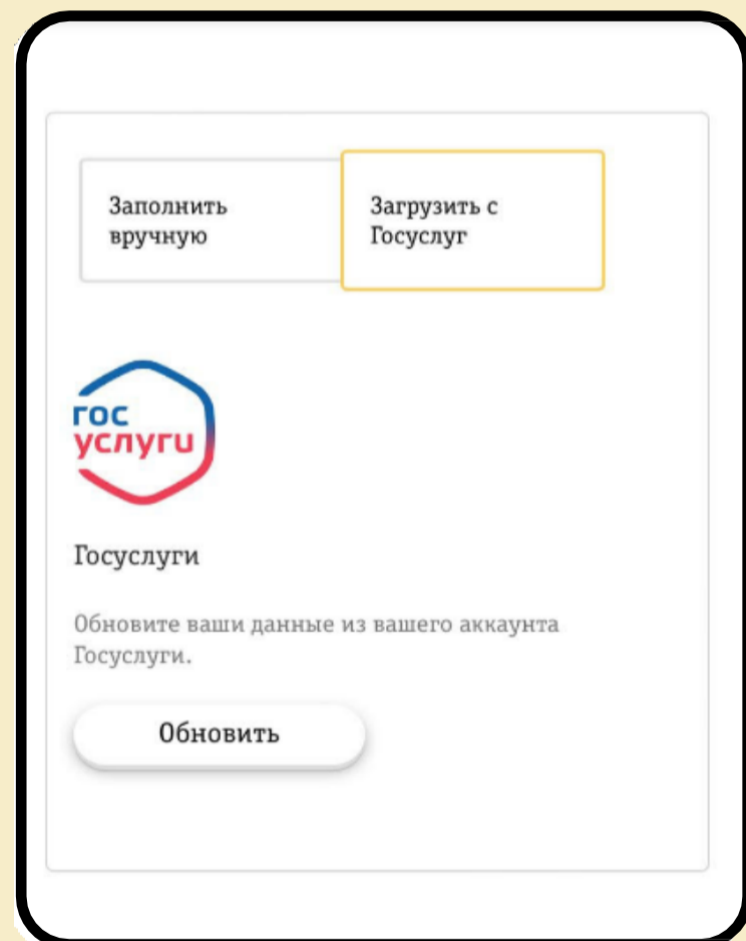 Заполнить
вручную
Загрузить с
Госуслуг
гос
услуги
Госуслуги
Обновите ваши данные из вашего аккаунта
Госуслуги.
Обновить